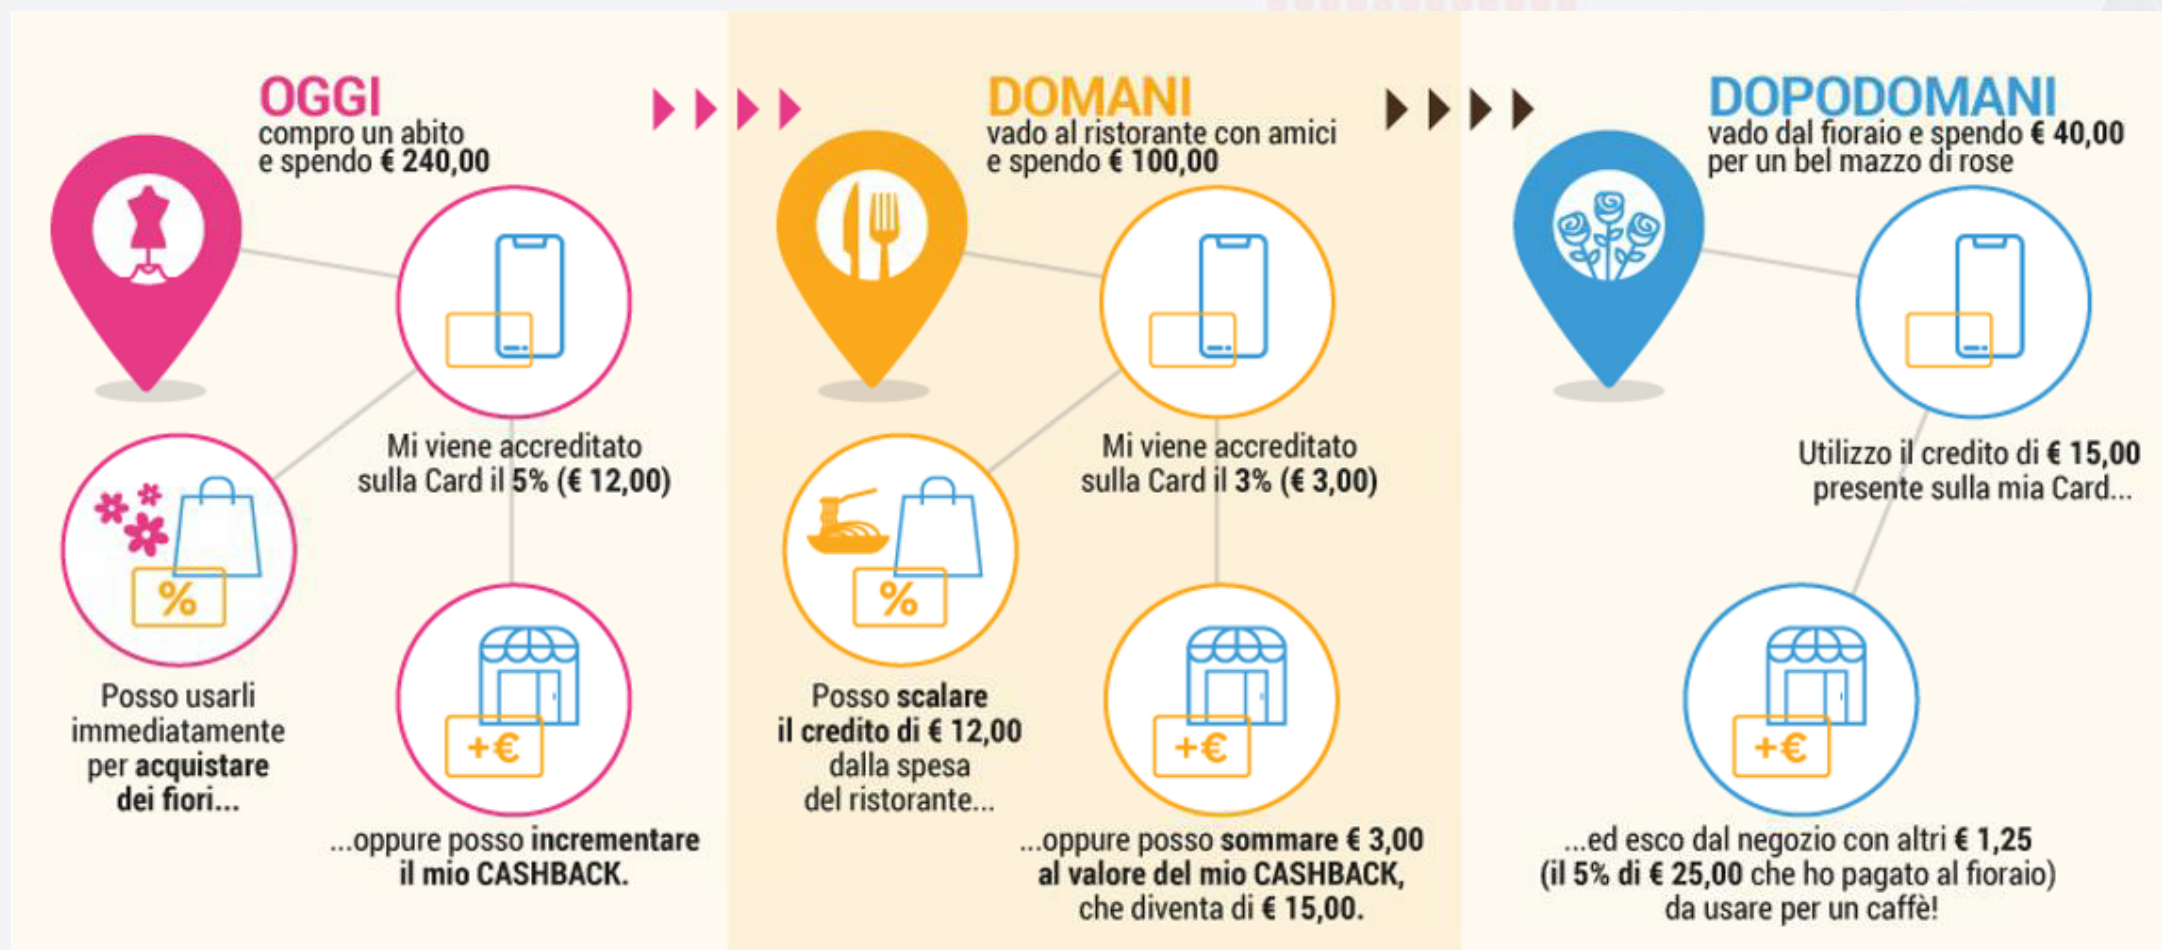 OGGI
compro un abito
e spendo € 240,00
Mi viene accreditato
sulla Card il 5% (€ 12,00)
%
Posso usarli
immediatamente
per acquistare
dei fiori...
+€
...oppure posso incrementare
il mio CASHBACK.
DOMANI
vado al ristorante con amici
e spendo € 100,00
Mi viene accreditato
sulla Card il 3% (€ 3,00)
%
Posso scalare
il credito di € 12,00
dalla spesa
del ristorante...
+€
...oppure posso sommare € 3,00
al valore del mio CASHBACK,
che diventa di € 15,00.
DOPODOMANI
vado dal fioraio e spendo € 40,00
per un bel mazzo di rose
Utilizzo il credito di € 15,00
presente sulla mia Card...
+€
...ed esco dal negozio con altri € 1,25
(il 5% di € 25,00 che ho pagato al fioraio)
da usare per un caffè!